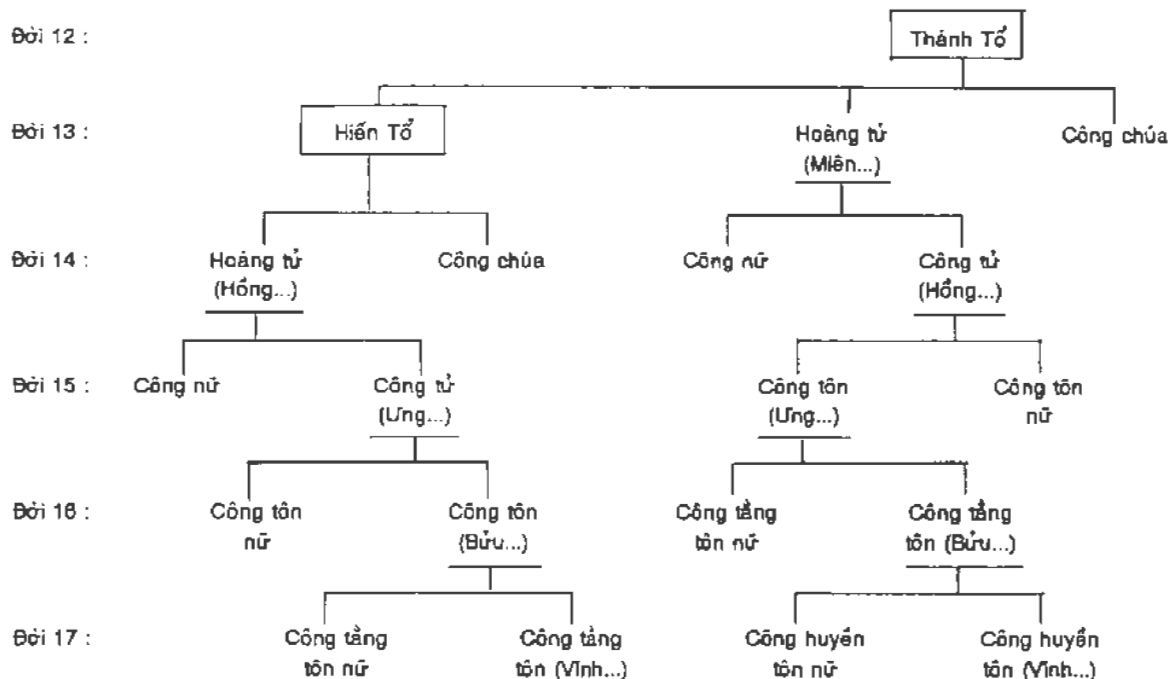 Đời 12 :
Thánh Tổ
Đời 13 :
Hiến Tổ
Hoàng tử
(Miên...)
Công chúa
Đời 14 :
Hoàng tử
(Hồng...)
Công chúa
Công nữ
Công tử
(Hồng...)
Đời 15 :
Công nữ
Công tử
(Ưng...)
Công tôn
(Ưng...)
Công tôn
nữ
Đời 16 :
Công tôn
nữ
Công tôn
(Bửu...)
Công tằng
tôn nữ
Công tằng
tôn (Bửu...)
Đời 17 :
Công tằng
tôn nữ
Công tằng
tôn (Vĩnh...)
Công huyền
tôn nữ
Công huyền
tôn (Vĩnh...)